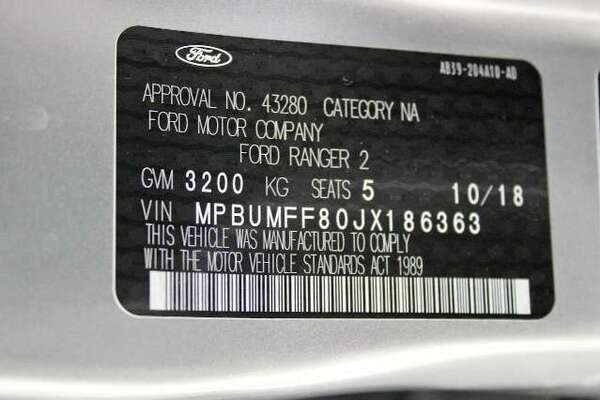 Ford
AB39-204A10-AD
APPROVAL NO. 43280 CATEGORY NA
FORD MOTOR COMPANY
FORD RANGER 2
GVM 3200 KG SEATS 5 10/18
VIN MPBUMFF80JX186363
THIS VEHICLE WAS MANUFACTURED TO COMPLY
WITH THE MOTOR VEHICLE STANDARDS ACT 1989